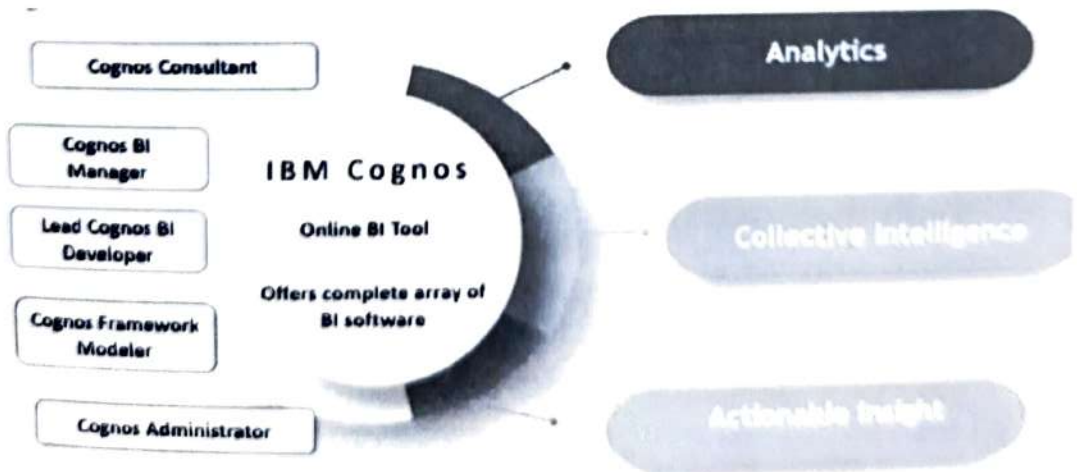 Cognos Consultant
Cognos BI
Manager
Lead Cognos BI
Developer
Cognos Framework
Modeler
Cognos Administrator
IBM Cognos
Online BI Tool
Offers complete array of
BI software
Analytics
Collective Intelligence
Actionable Insight